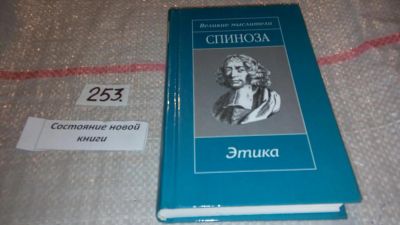 Великие мыслители
СПИНОЗА
Этика
253.
Состояние новой
книги